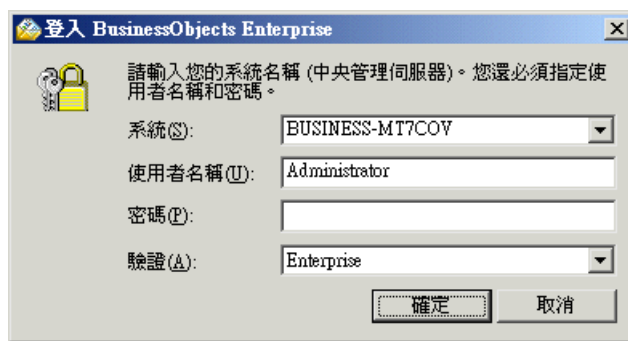 登入 BusinessObjects Enterprise
請輸入您的系統名稱 (中央管理伺服器)。您還必須指定使
用者名稱和密碼。
系統(S): BUSINESS-MT7COV
使用者名稱(U): Administrator
密碼(P):
驗證(A): Enterprise
確定 取消